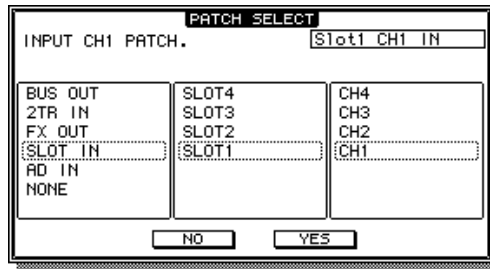 PATCH SELECT
INPUT CH1 PATCH.
Slot1 CH1 IN
BUS OUT
2TR IN
FX OUT
SLOT IN
AD IN
NONE
SLOT4
SLOT3
SLOT2
SLOT1
CH4
CH3
CH2
CH1
NO
YES